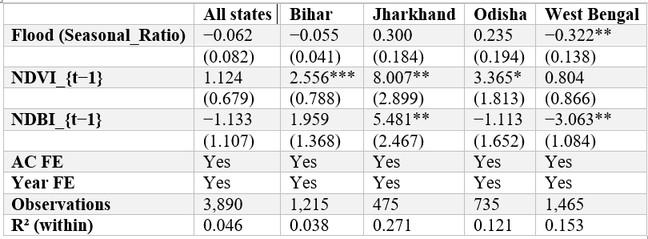 All states Bihar Jharkhand Odisha West Bengal
Flood (Seasonal_Ratio) −0.062 −0.055 0.300 0.235 −0.322**
(0.082) (0.041) (0.184) (0.194) (0.138)
NDVI_{t−1} 1.124 2.556*** 8.007** 3.365* 0.804
(0.679) (0.788) (2.899) (1.813) (0.866)
NDBI_{t−1} −1.133 1.959 5.481** −1.113 −3.063**
(1.107) (1.368) (2.467) (1.652) (1.084)
AC FE Yes Yes Yes Yes Yes
Year FE Yes Yes Yes Yes Yes
Observations 3,890 1,215 475 735 1,465
R² (within) 0.046 0.038 0.271 0.121 0.153